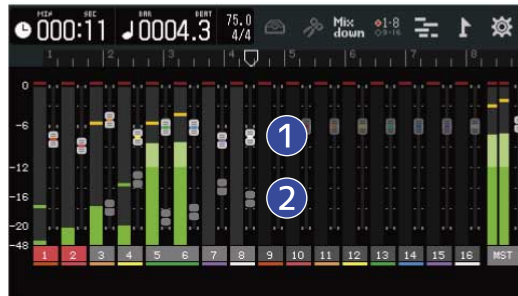 MIN SEC BAR BEAT
00:11 0004.3 75.0 4/4 Mix down 1-8 9-16
1 2 3 4 5 6 7 8
0
-6
1
-12
2
-16
-20
-48
1 2 3 4 5 6 7 8 9 10 11 12 13 14 15 16 MST